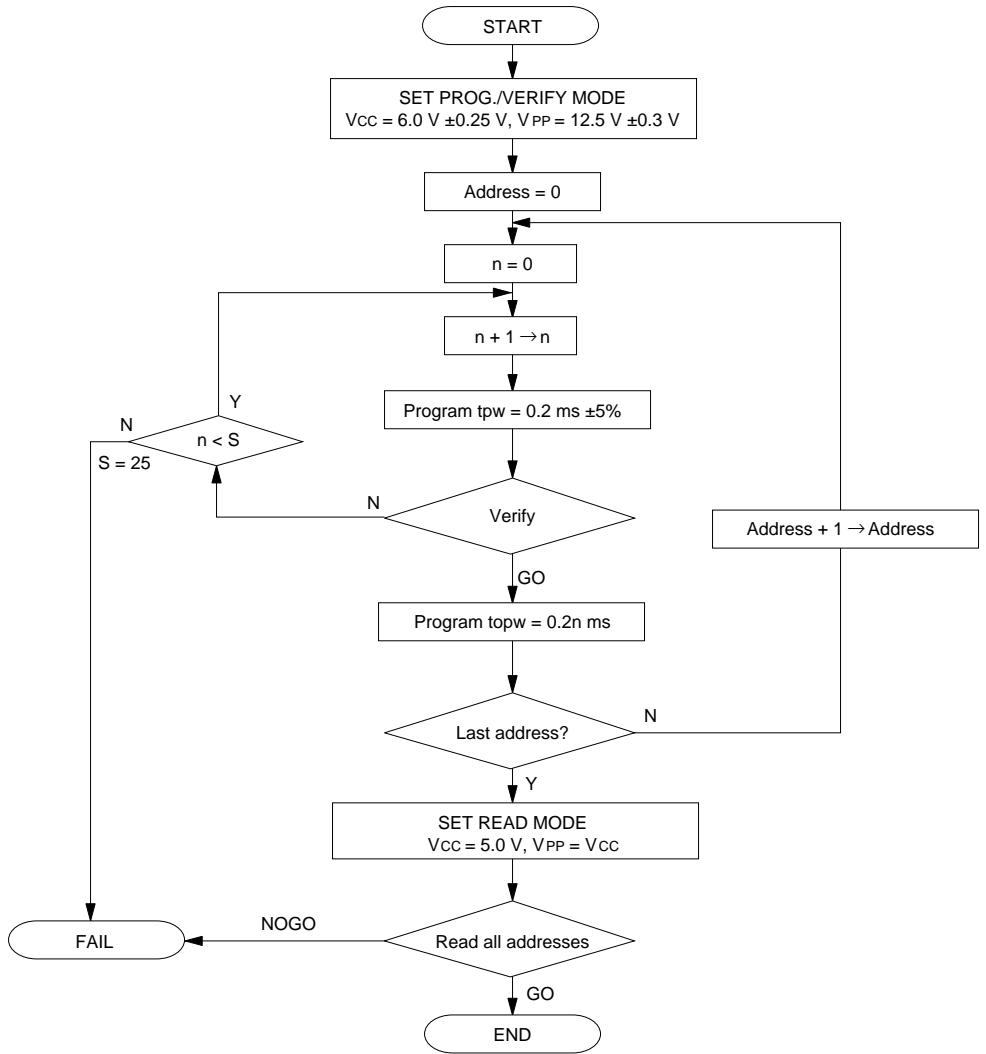 START
SET PROG./VERIFY MODE
VCC = 6.0 V ±0.25 V, VPP = 12.5 V ±0.3 V
Address = 0
n = 0
n + 1 → n
Program tpw = 0.2 ms ±5%
Y
N
n < S
S = 25
N
Verify
Address + 1 → Address
GO
Program topw = 0.2n ms
Last address?
N
Y
SET READ MODE
VCC = 5.0 V, VPP = VCC
NOGO
FAIL
Read all addresses
GO
END